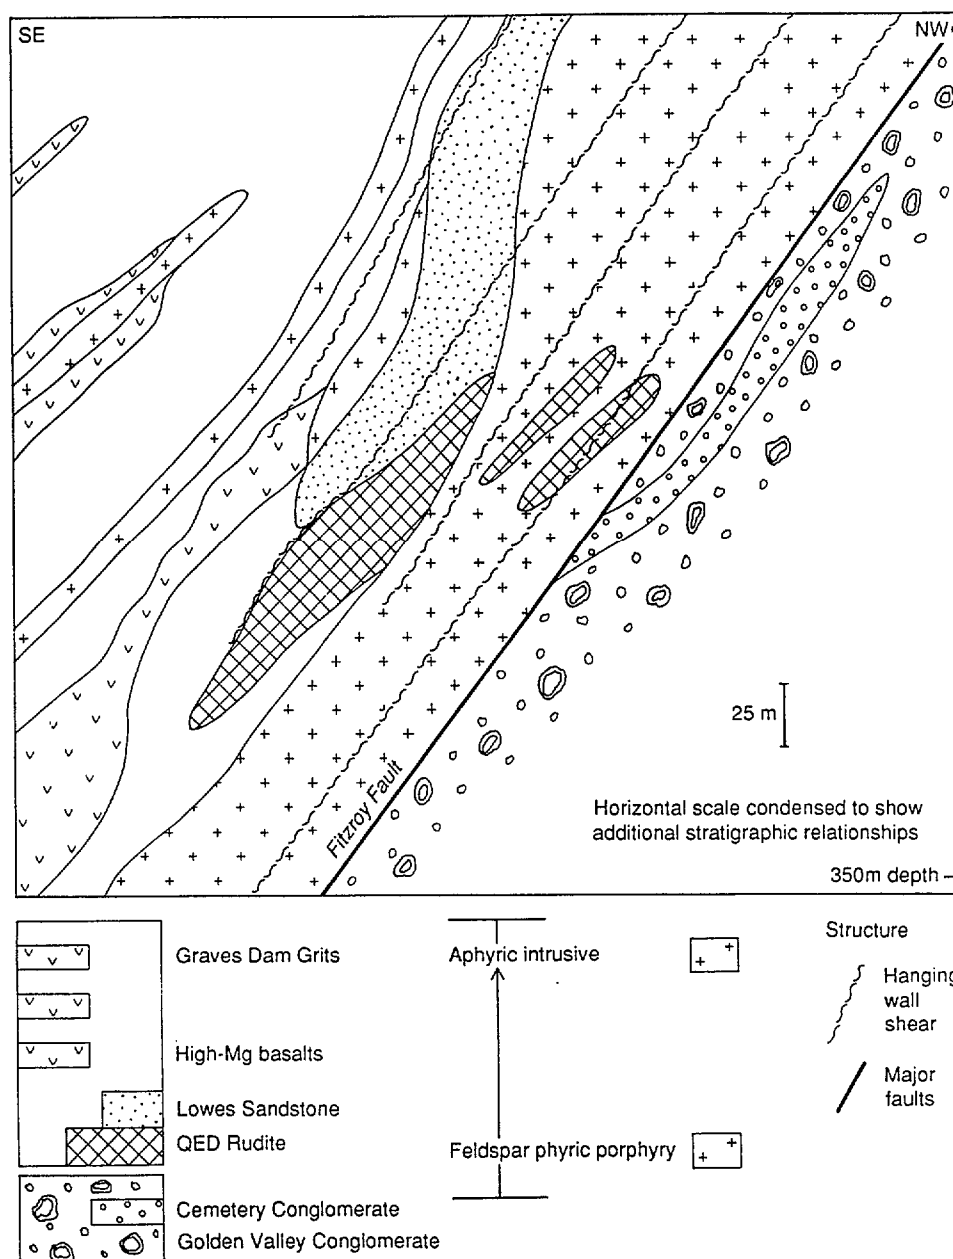 SE
NW
Fitzroy Fault
25 m
Horizontal scale condensed to show
additional stratigraphic relationships
350m depth –
Graves Dam Grits
High-Mg basalts
Lowes Sandstone
QED Rudite
Cemetery Conglomerate
Golden Valley Conglomerate
Aphyric intrusive
Feldspar phyric porphyry
Structure
Hanging
wall
shear
Major
faults